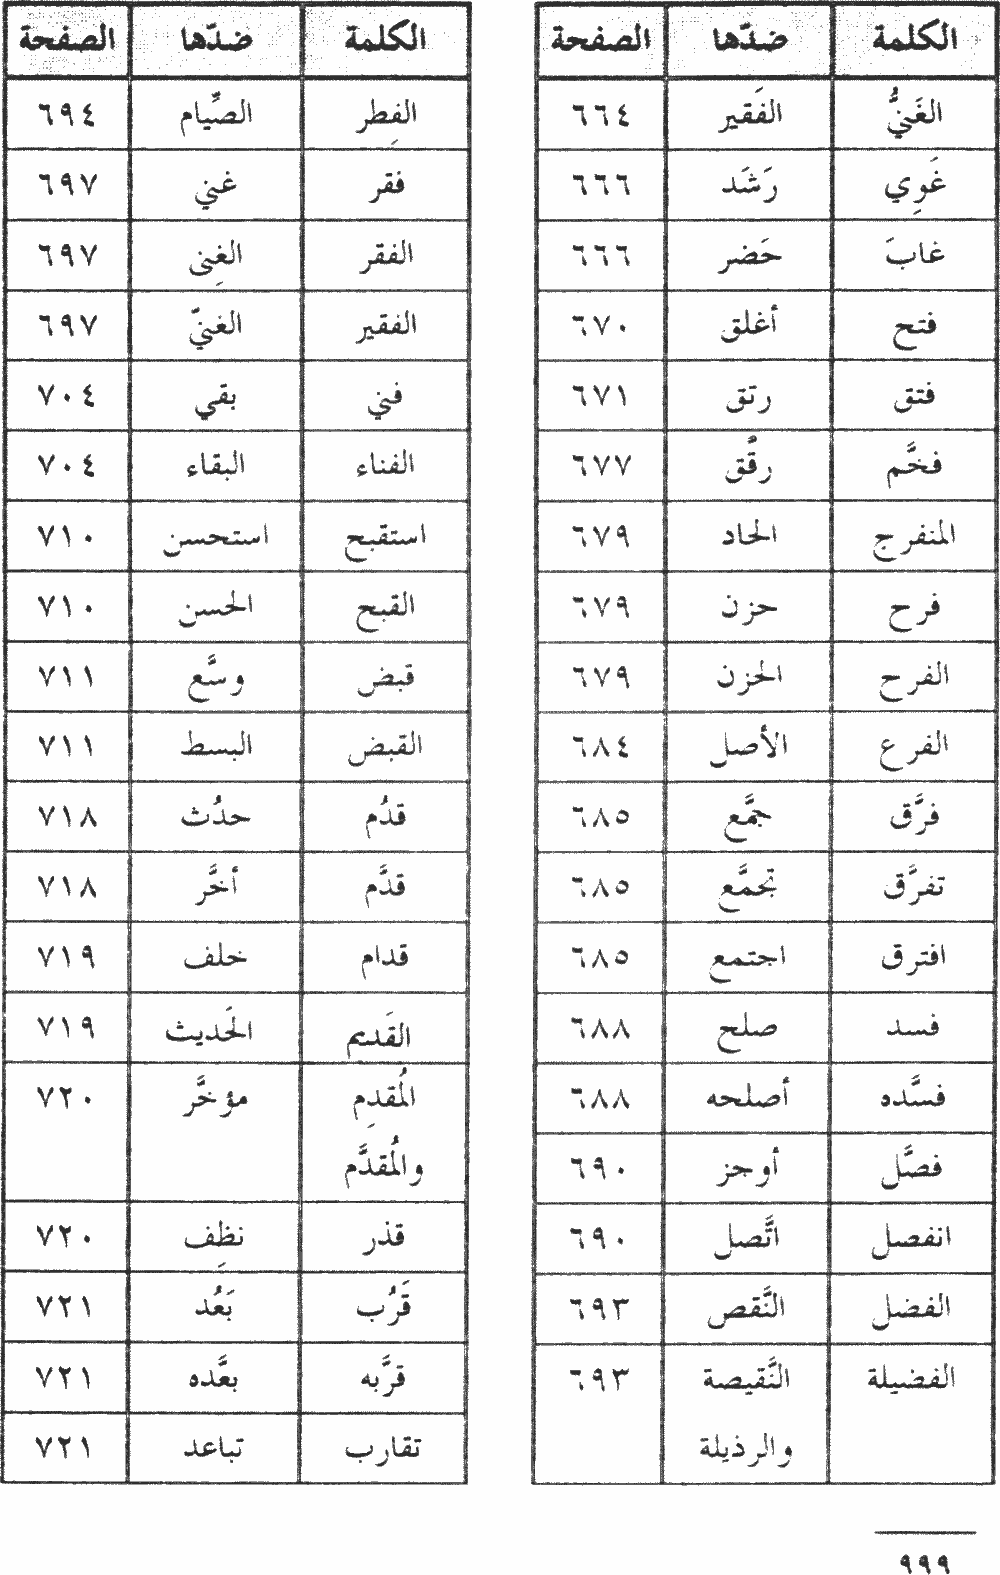 الكلمة ضدّها الصفحة
الغَنيُّ الفَقير ٦٦٤
غَوِي رَشَد ٦٦٦
غابَ حَضر ٦٦٦
فتح أغلق ٦٧٠
فتق رتق ٦٧١
فخَّم رقَّق ٦٧٧
المنفرج الحاد ٦٧٩
فرح حزن ٦٧٩
الفرح الحزن ٦٧٩
الفرع الأصل ٦٨٤
فرَّق جمَّع ٦٨٥
تفرَّق تجمَّع ٦٨٥
افترق اجتمع ٦٨٥
فسد صلح ٦٨٨
فسَّده أصلحه ٦٨٨
فصَّل أوجز ٦٩٠
انفصل اتَّصل ٦٩٠
الفضل النَّقص ٦٩٣
الفضيلة النَّقيصة ٦٩٣
والرذيلة
الكلمة ضدّها الصفحة
الفِطر الصِّيام ٦٩٤
فقر غني ٦٩٧
الفقر الغِنى ٦٩٧
الفقير الغنيّ ٦٩٧
فني بقي ٧٠٤
الفناء البقاء ٧٠٤
استقبح استحسن ٧١٠
القبح الحسن ٧١٠
قبض وسَّع ٧١١
القبض البسط ٧١١
قدُم حدُث ٧١٨
قدَّم أخَّر ٧١٨
قدام خلف ٧١٩
القَديم الحَديث ٧١٩
المُقدِم مؤخَّر ٧٢٠
والمُقدَّم
قذر نظِف ٧٢٠
قَرُب بَعُد ٧٢١
قرَّبه بعَّده ٧٢١
تقارب تباعد ٧٢١
٩٩٩